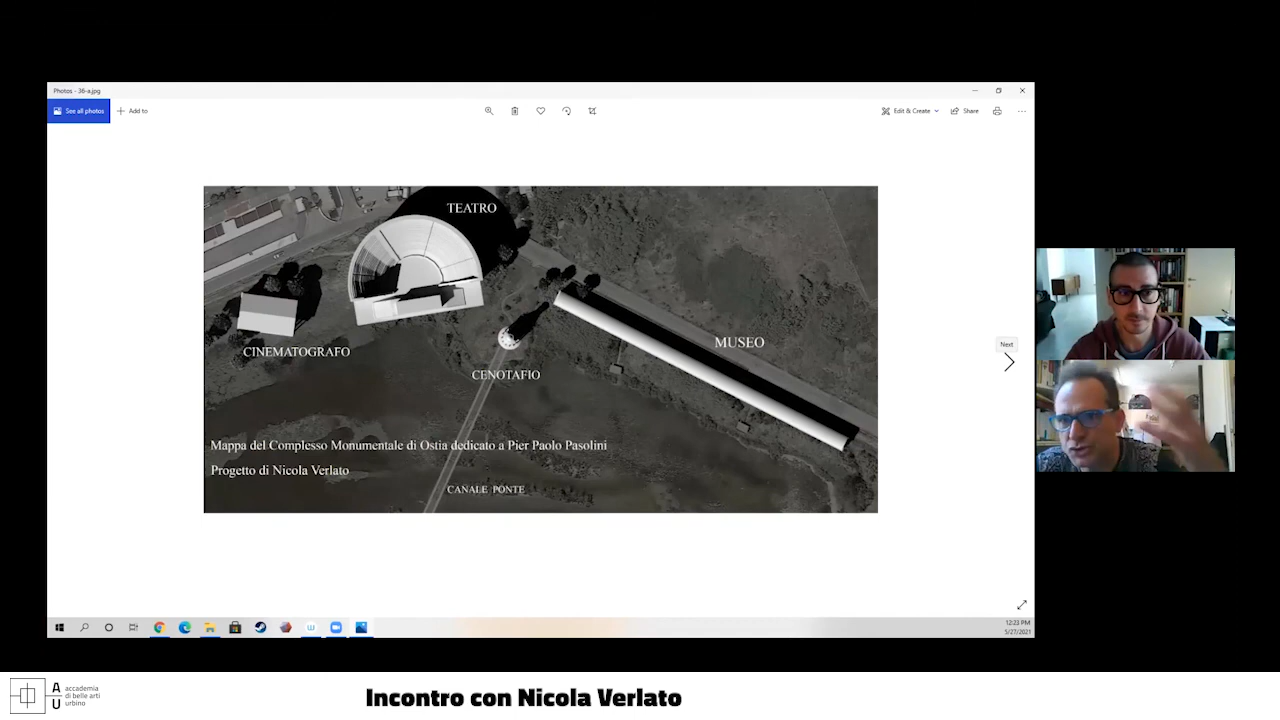 Photos - 36-a.jpg
See all photos
Add to
Edit & Create
Share
TEATRO
CINEMATOGRAFO
CENOTAFIO
MUSEO
Next
Mappa del Complesso Monumentale di Ostia dedicato a Pier Paolo Pasolini
Progetto di Nicola Verlato
CANALE PONTE
12:23 PM
5/27/2021
A
U
accademia
di belle arti
urbino
Incontro con Nicola Verlato